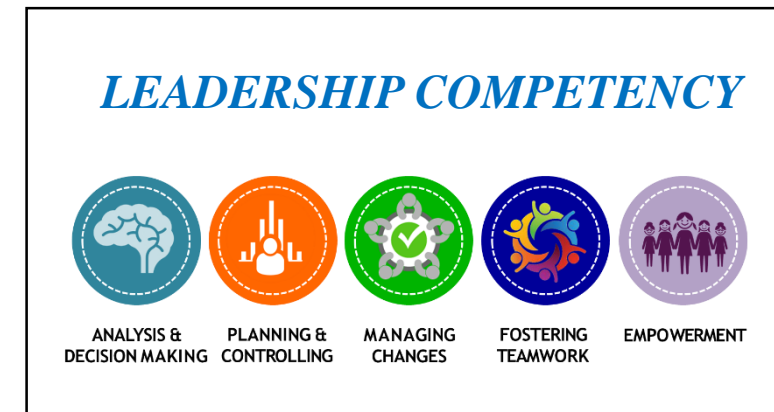 LEADERSHIP COMPETENCY
ANALYSIS &
DECISION MAKING
PLANNING &
CONTROLLING
MANAGING
CHANGES
FOSTERING
TEAMWORK
EMPOWERMENT